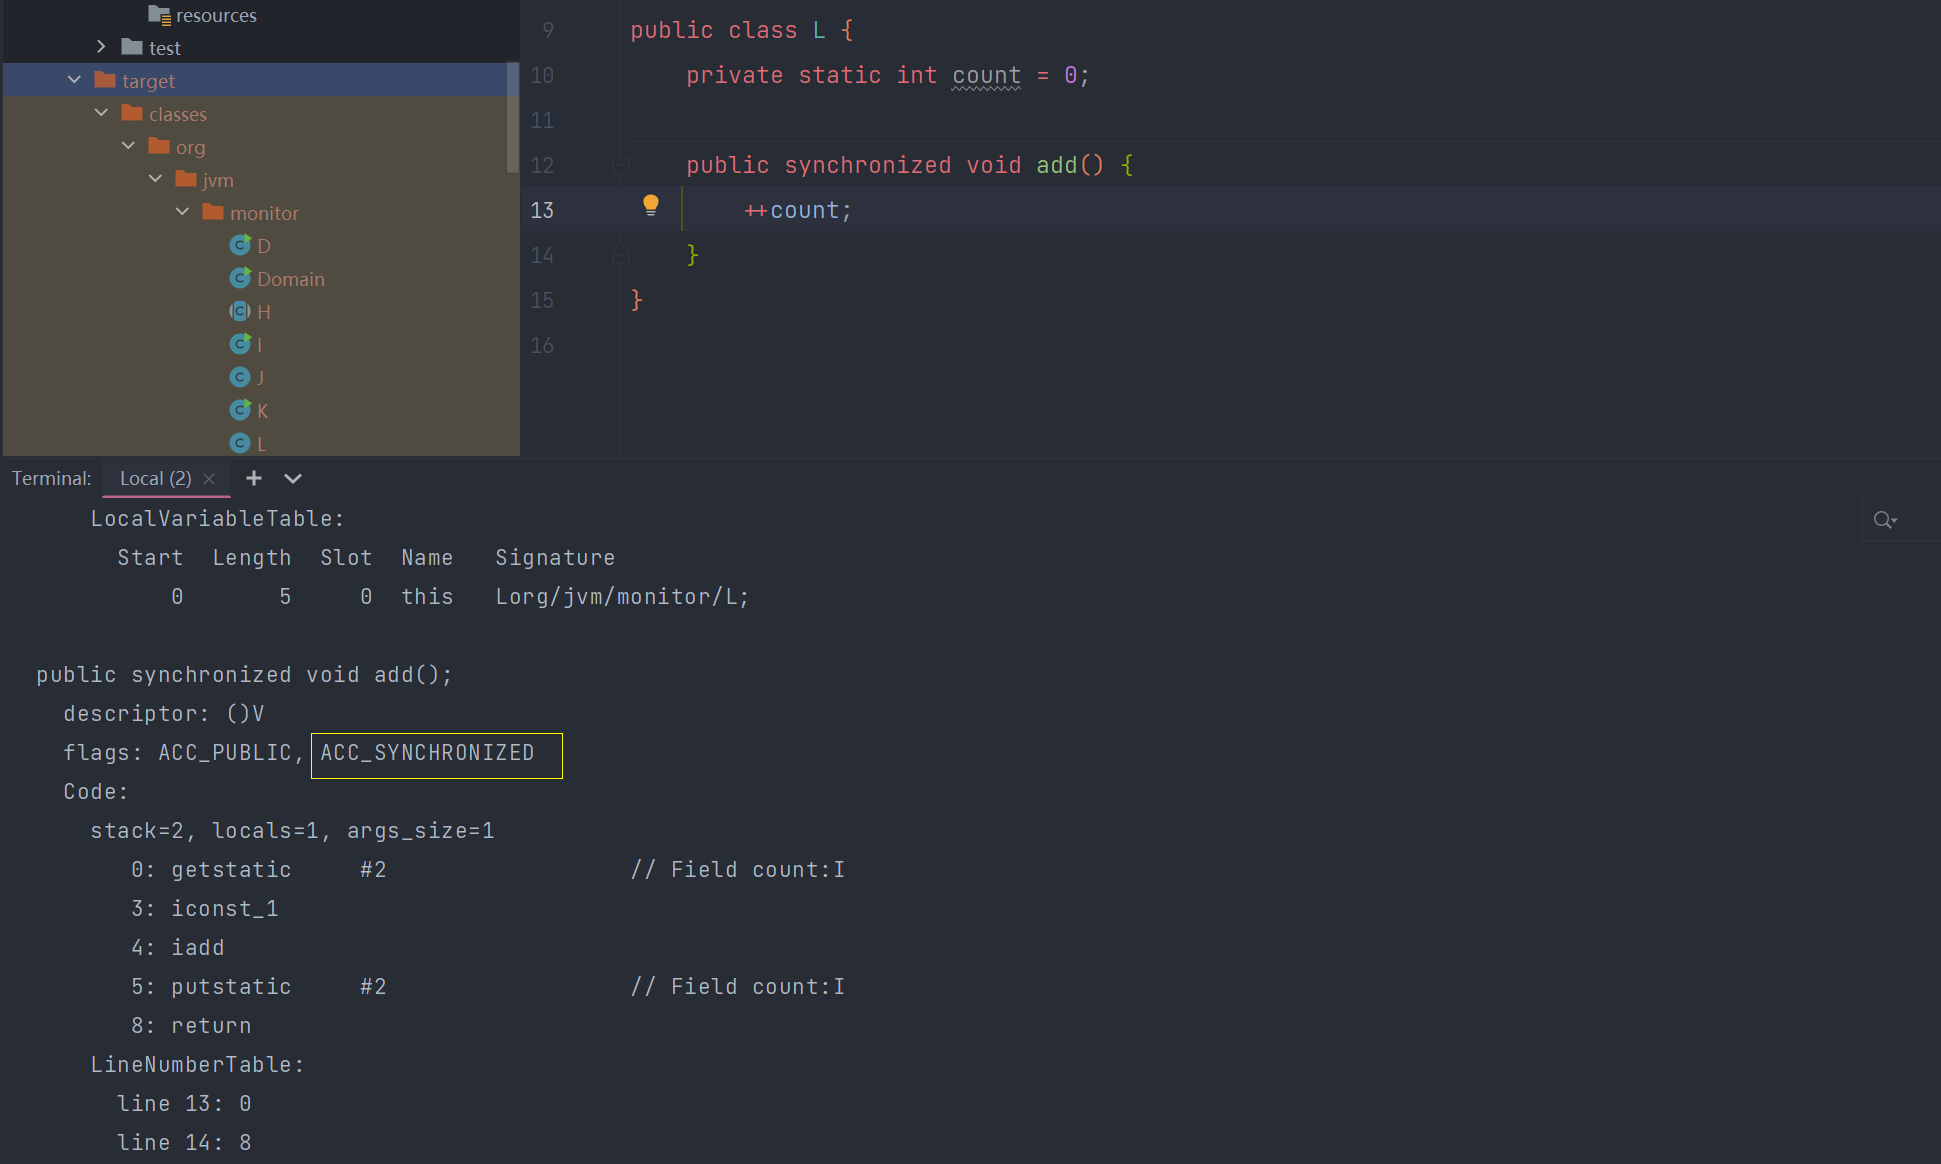 resources
test
target
classes
org
jvm
monitor
D
Domain
H
I
J
K
L
9 public class L {
10 private static int count = 0;
11
12 public synchronized void add() {
13 ++count;
14 }
15 }
16
Terminal: Local (2)
LocalVariableTable:
Start Length Slot Name Signature
0 5 0 this Lorg/jvm/monitor/L;
public synchronized void add();
descriptor: ()V
flags: ACC_PUBLIC, ACC_SYNCHRONIZED
Code:
stack=2, locals=1, args_size=1
0: getstatic #2 // Field count:I
3: iconst_1
4: iadd
5: putstatic #2 // Field count:I
8: return
LineNumberTable:
line 13: 0
line 14: 8